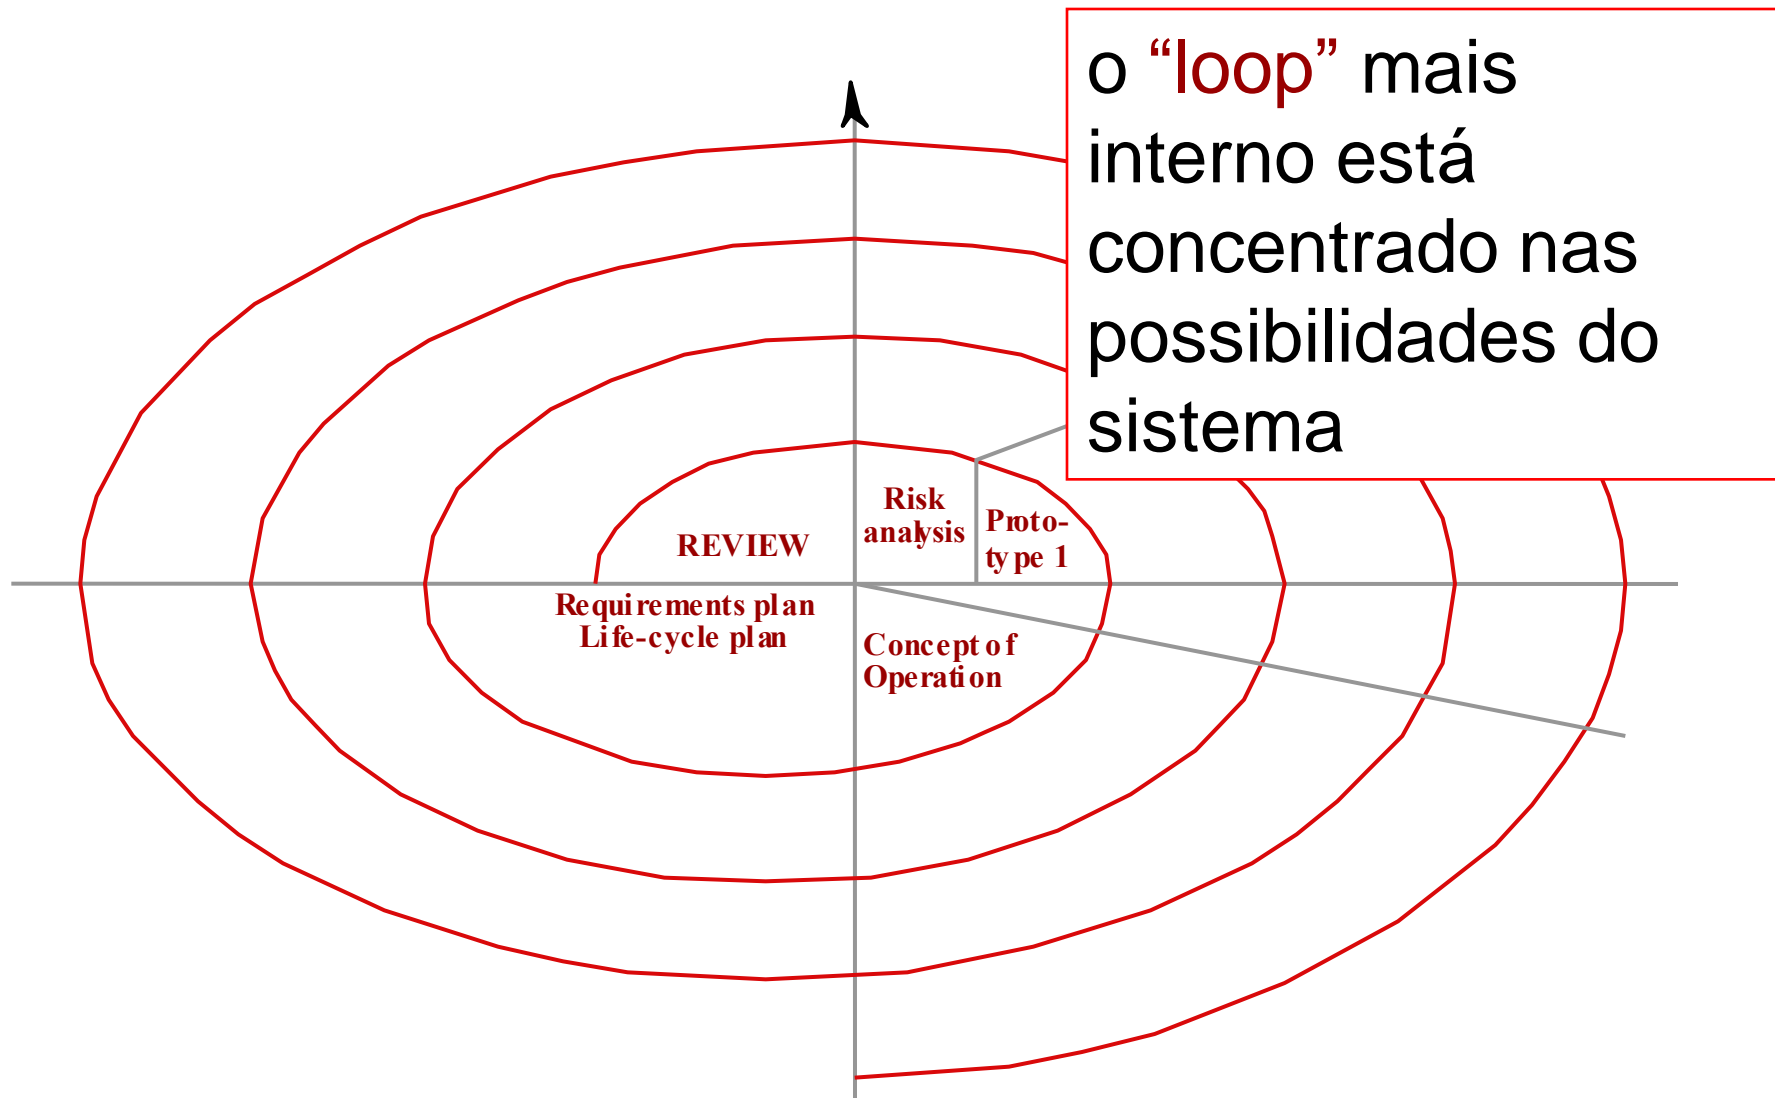 o “loop” mais
interno está
concentrado nas
possibilidades do
sistema
Risk
analysis
Proto-
type 1
REVIEW
Requirements plan
Life-cycle plan
Concept of
Operation